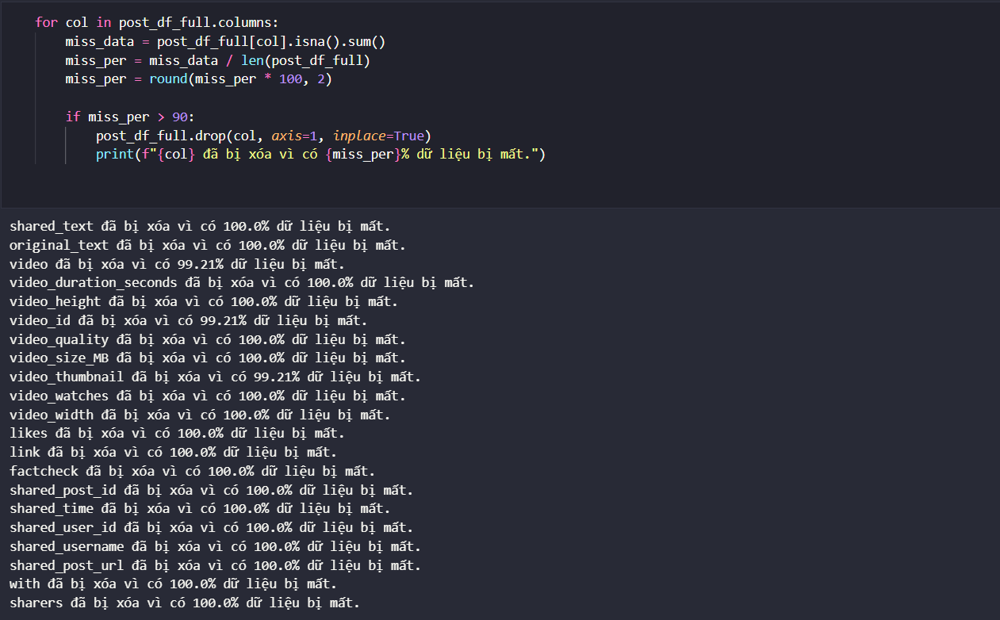 for col in post_df_full.columns:
    miss_data = post_df_full[col].isna().sum()
    miss_per = miss_data / len(post_df_full)
    miss_per = round(miss_per * 100, 2)

    if miss_per > 90:
        post_df_full.drop(col, axis=1, inplace=True)
        print(f"{col} đã bị xóa vì có {miss_per}% dữ liệu bị mất.")

shared_text đã bị xóa vì có 100.0% dữ liệu bị mất.
original_text đã bị xóa vì có 100.0% dữ liệu bị mất.
video đã bị xóa vì có 99.21% dữ liệu bị mất.
video_duration_seconds đã bị xóa vì có 100.0% dữ liệu bị mất.
video_height đã bị xóa vì có 100.0% dữ liệu bị mất.
video_id đã bị xóa vì có 99.21% dữ liệu bị mất.
video_quality đã bị xóa vì có 100.0% dữ liệu bị mất.
video_size_MB đã bị xóa vì có 100.0% dữ liệu bị mất.
video_thumbnail đã bị xóa vì có 99.21% dữ liệu bị mất.
video_watches đã bị xóa vì có 100.0% dữ liệu bị mất.
video_width đã bị xóa vì có 100.0% dữ liệu bị mất.
likes đã bị xóa vì có 100.0% dữ liệu bị mất.
link đã bị xóa vì có 100.0% dữ liệu bị mất.
factcheck đã bị xóa vì có 100.0% dữ liệu bị mất.
shared_post_id đã bị xóa vì có 100.0% dữ liệu bị mất.
shared_time đã bị xóa vì có 100.0% dữ liệu bị mất.
shared_user_id đã bị xóa vì có 100.0% dữ liệu bị mất.
shared_username đã bị xóa vì có 100.0% dữ liệu bị mất.
shared_post_url đã bị xóa vì có 100.0% dữ liệu bị mất.
with đã bị xóa vì có 100.0% dữ liệu bị mất.
sharers đã bị xóa vì có 100.0% dữ liệu bị mất.